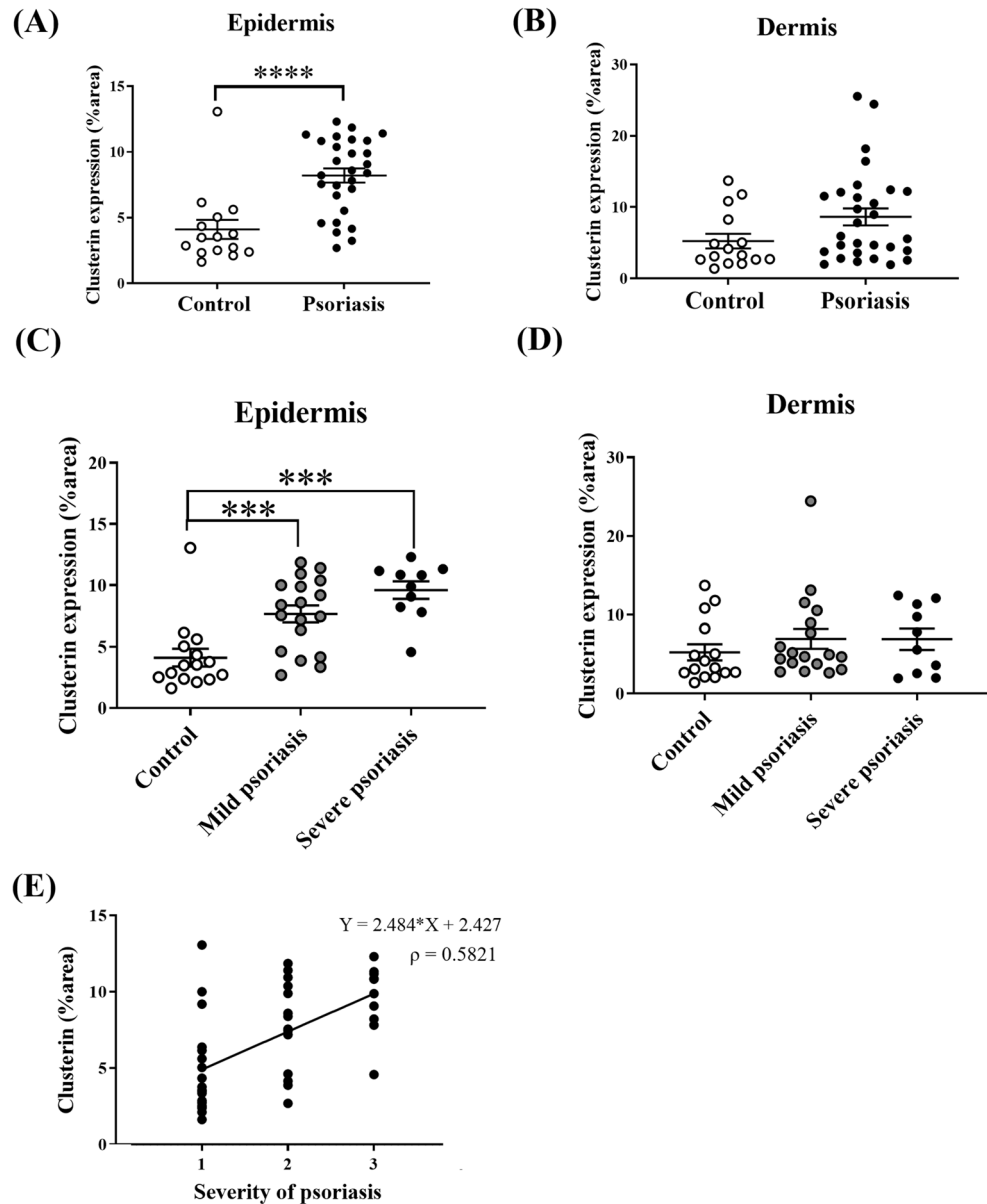 (A)
Epidermis
Clusterin expression (%area)
15
10
5
0
****
Control
Psoriasis
(B)
Dermis
Clusterin expression (%area)
30
20
10
0
Control
Psoriasis
(C)
Epidermis
Clusterin expression (%area)
20
15
10
5
0
***
***
Control
Mild psoriasis
Severe psoriasis
(D)
Dermis
Clusterin expression (%area)
30
20
10
0
Control
Mild psoriasis
Severe psoriasis
(E)
Clusterin (%area)
15
10
5
0
Y = 2.484*X + 2.427
ρ = 0.5821
1
2
3
Severity of psoriasis